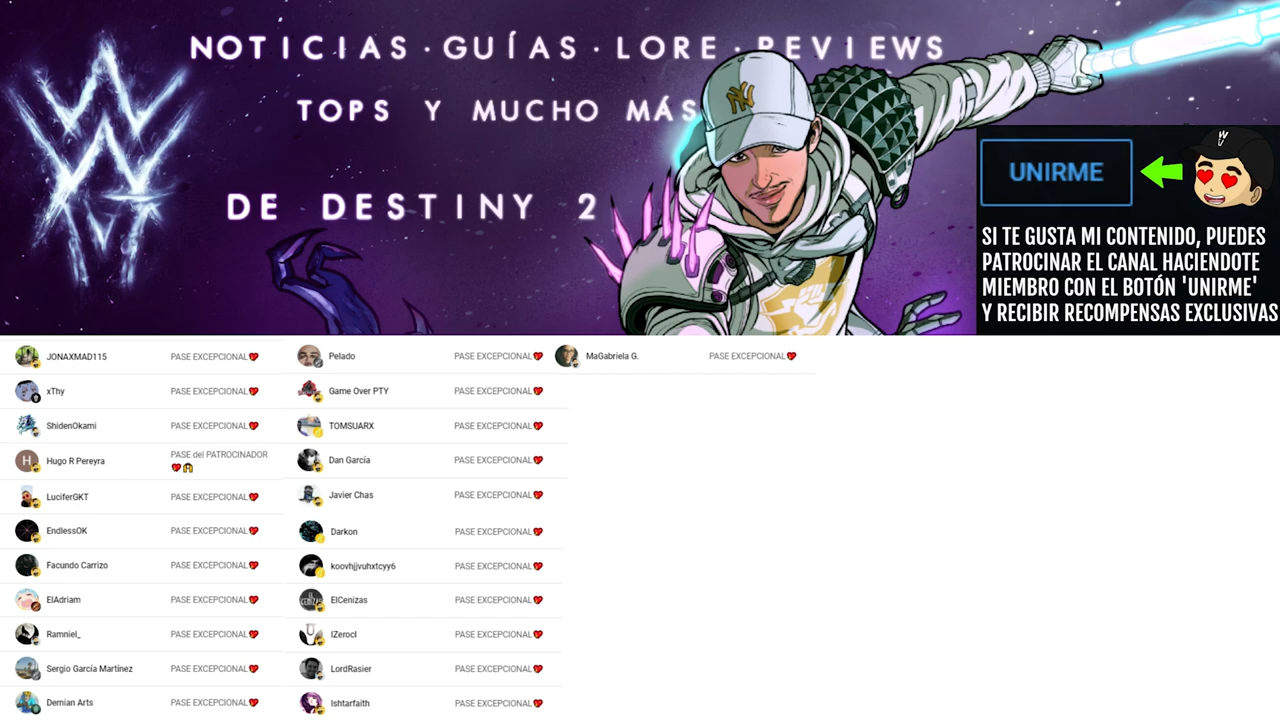 NOTICIAS · GUÍAS · LORE · REVIEWS
TOPS Y MUCHO MÁS
DE DESTINY 2
UNIRME
SI TE GUSTA MI CONTENIDO, PUEDES
PATROCINAR EL CANAL HACIENDOTE
MIEMBRO CON EL BOTÓN 'UNIRME'
Y RECIBIR RECOMPENSAS EXCLUSIVAS
JONAXMAD115 PASE EXCEPCIONAL
xThy PASE EXCEPCIONAL
ShidenOkami PASE EXCEPCIONAL
H Hugo R Pereyra PASE del PATROCINADOR
LuciferGKT PASE EXCEPCIONAL
EndlessOK PASE EXCEPCIONAL
Facundo Carrizo PASE EXCEPCIONAL
ElAdriam PASE EXCEPCIONAL
Ramniel_ PASE EXCEPCIONAL
Sergio García Martínez PASE EXCEPCIONAL
Demian Arts PASE EXCEPCIONAL
Pelado PASE EXCEPCIONAL
Game Over PTY PASE EXCEPCIONAL
TOMSUARX PASE EXCEPCIONAL
Dan García PASE EXCEPCIONAL
Javier Chas PASE EXCEPCIONAL
Darkon PASE EXCEPCIONAL
koovhjjvuhxtcyy6 PASE EXCEPCIONAL
ElCenizas PASE EXCEPCIONAL
IZerocI PASE EXCEPCIONAL
LordRasier PASE EXCEPCIONAL
Ishtarfaith PASE EXCEPCIONAL
MaGabriela G. PASE EXCEPCIONAL